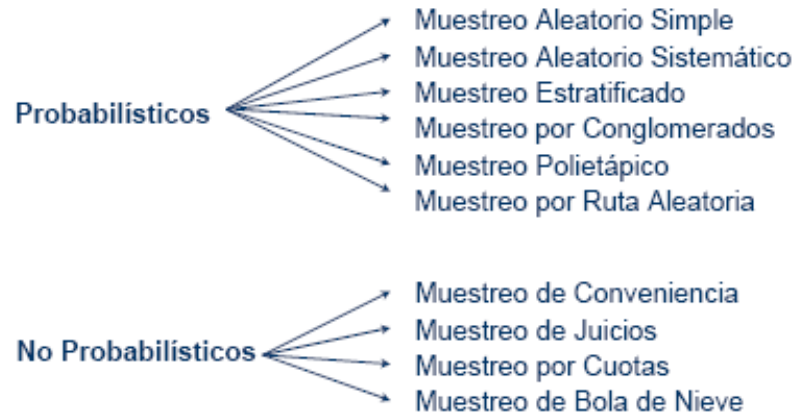 Probabilísticos
Muestreo Aleatorio Simple
Muestreo Aleatorio Sistemático
Muestreo Estratificado
Muestreo por Conglomerados
Muestreo Polietápico
Muestreo por Ruta Aleatoria
No Probabilísticos
Muestreo de Conveniencia
Muestreo de Juicios
Muestreo por Cuotas
Muestreo de Bola de Nieve